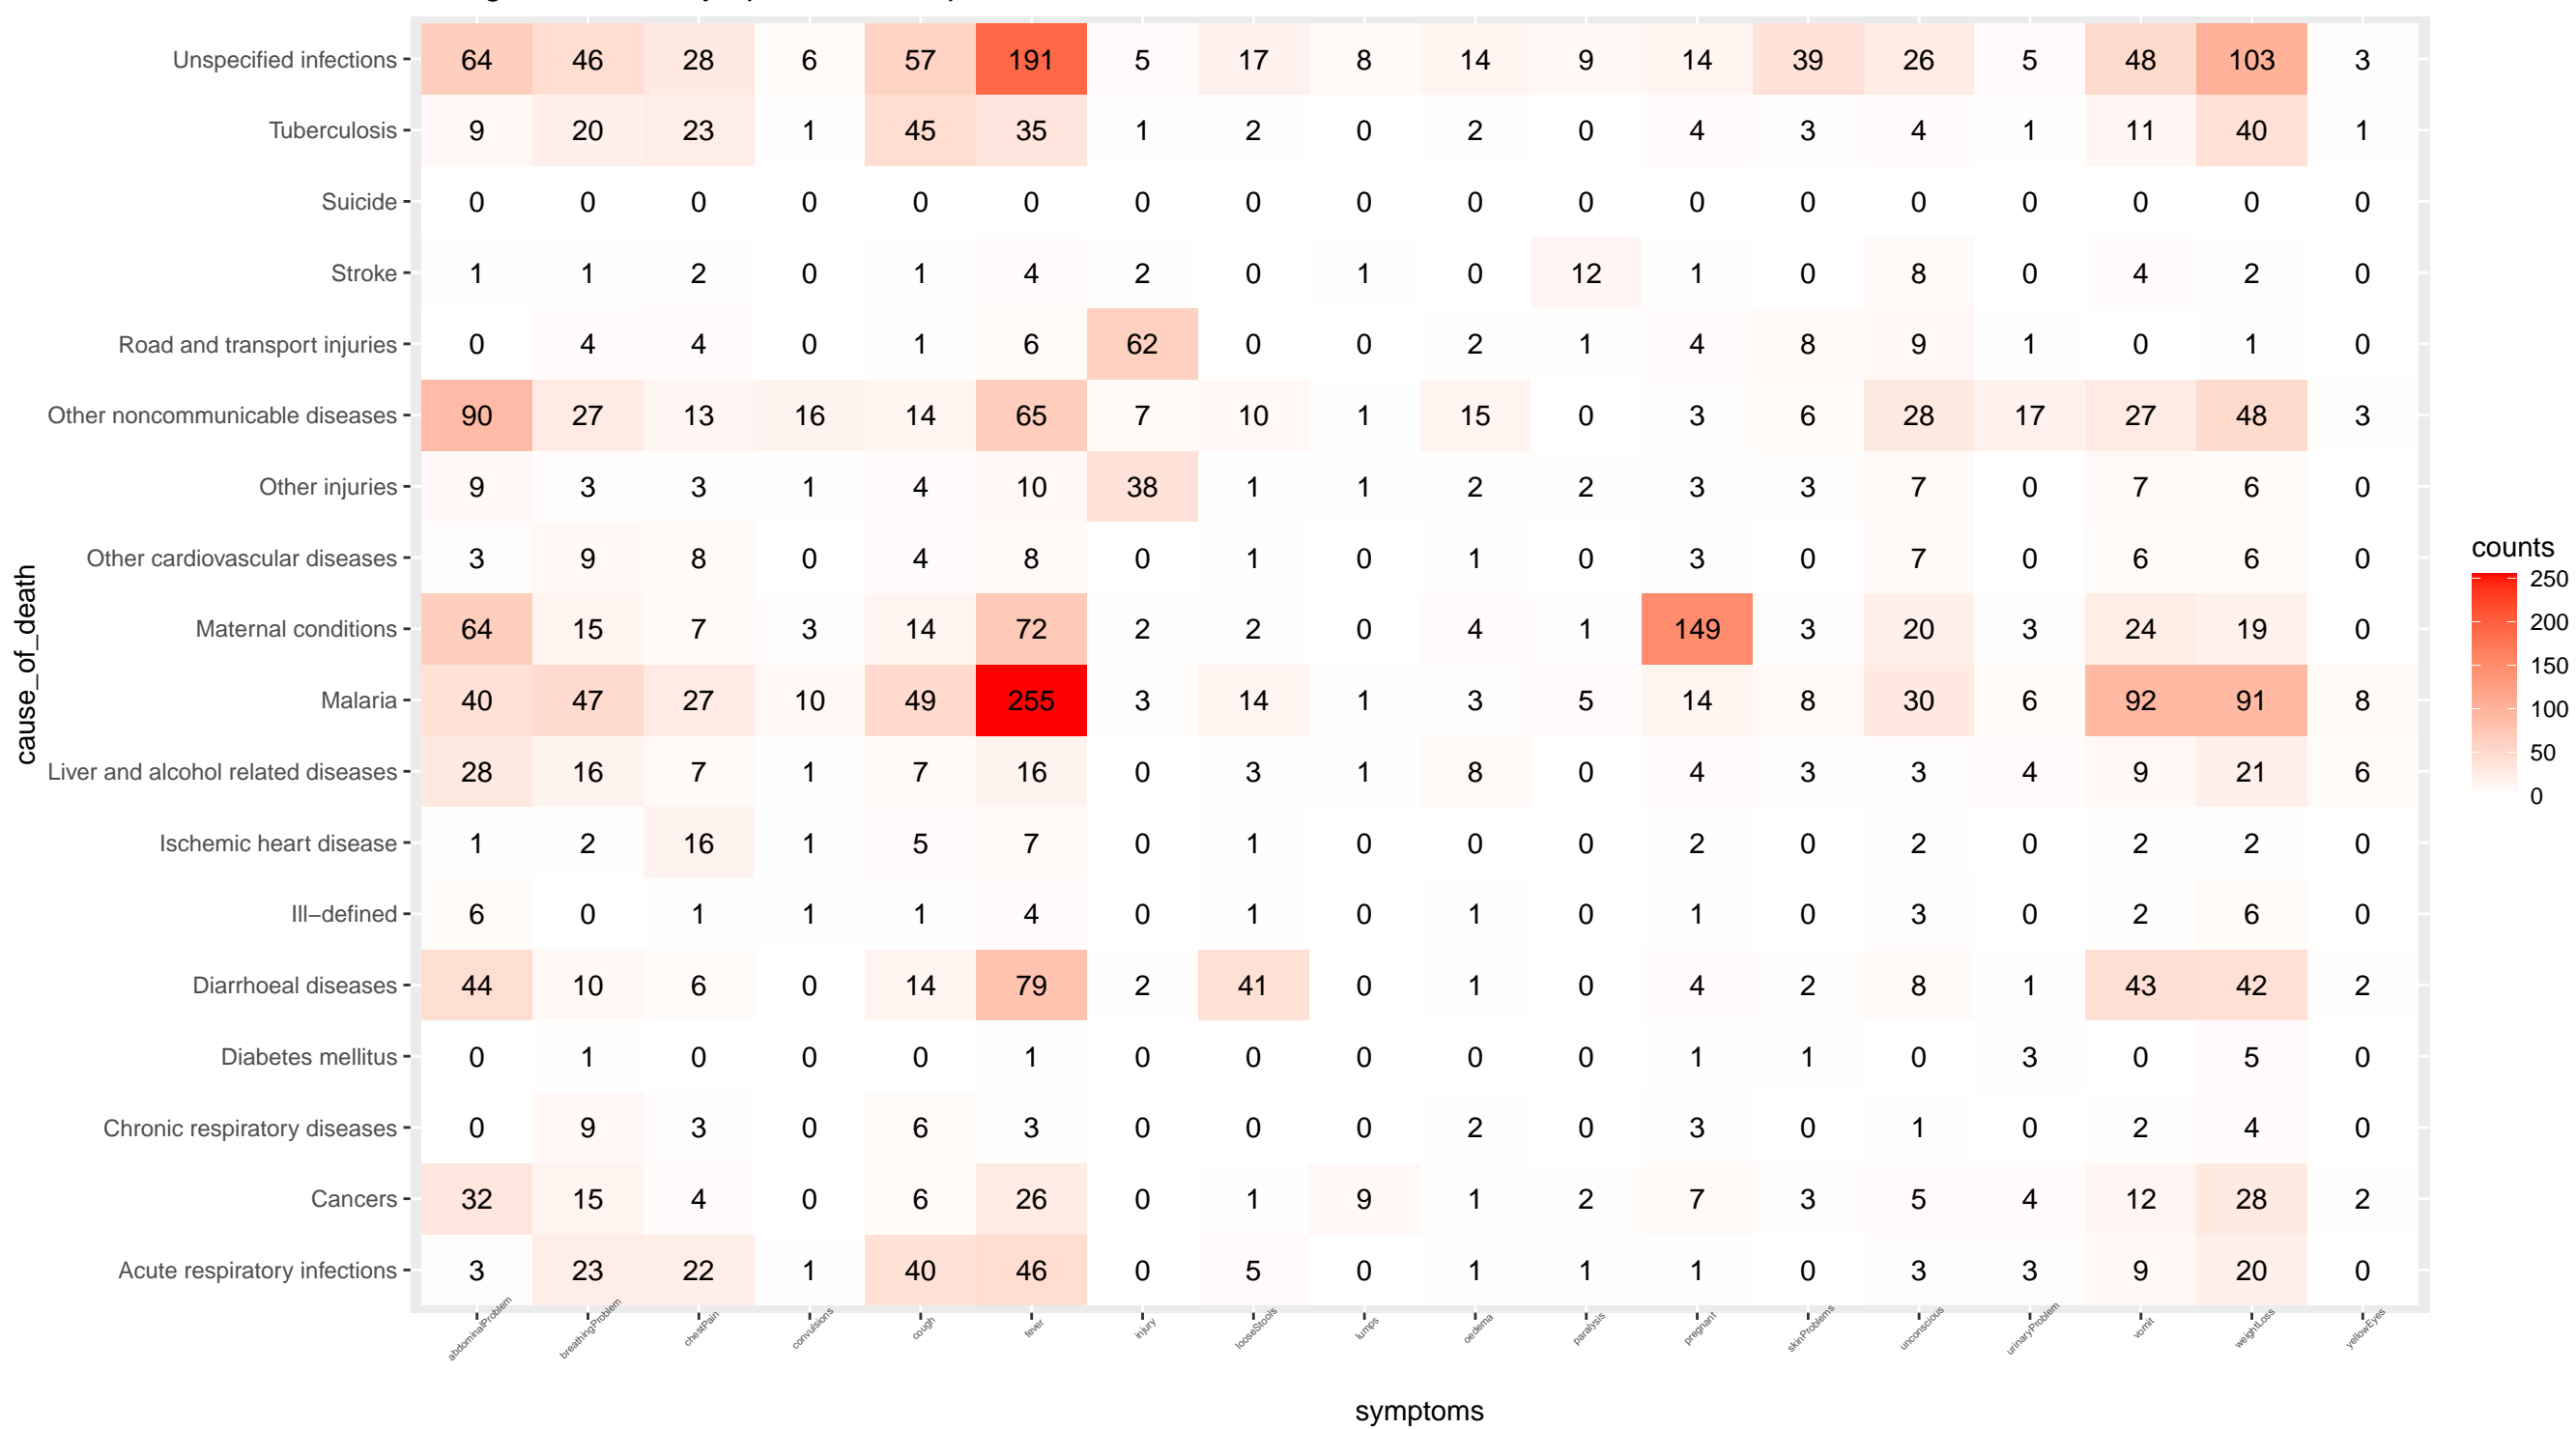 Unspecified infections 64 46 28 6 57 191 5 17 8 14 9 14 39 26 5 48 103 3
Tuberculosis 9 20 23 1 45 35 1 2 0 2 0 4 3 4 1 11 40 1
Suicide 0 0 0 0 0 0 0 0 0 0 0 0 0 0 0 0 0 0
Stroke 1 1 2 0 1 4 2 0 1 0 12 1 0 8 0 4 2 0
Road and transport injuries 0 4 4 0 1 6 62 0 0 2 1 4 8 9 1 0 1 0
Other noncommunicable diseases 90 27 13 16 14 65 7 10 1 15 0 3 6 28 17 27 48 3
Other injuries 9 3 3 1 4 10 38 1 1 2 2 3 3 7 0 7 6 0
Other cardiovascular diseases 3 9 8 0 4 8 0 1 0 1 0 3 0 7 0 6 6 0
Maternal conditions 64 15 7 3 14 72 2 2 0 4 1 149 3 20 3 24 19 0
Malaria 40 47 27 10 49 255 3 14 1 3 5 14 8 30 6 92 91 8
Liver and alcohol related diseases 28 16 7 1 7 16 0 3 1 8 0 4 3 3 4 9 21 6
Ischemic heart disease 1 2 16 1 5 7 0 1 0 0 0 2 0 2 0 2 2 0
Ill−defined 6 0 1 1 1 4 0 1 0 1 0 1 0 3 0 2 6 0
Diarrhoeal diseases 44 10 6 0 14 79 2 41 0 1 0 4 2 8 1 43 42 2
Diabetes mellitus 0 1 0 0 0 1 0 0 0 0 0 1 1 0 3 0 5 0
Chronic respiratory diseases 0 9 3 0 6 3 0 0 0 2 0 3 0 1 0 2 4 0
Cancers 32 15 4 0 6 26 0 1 9 1 2 7 3 5 4 12 28 2
Acute respiratory infections 3 23 22 1 40 46 0 5 0 1 1 1 0 3 3 9 20 0
abdominalProblem breathingProblem chestPain convulsions cough fever injury looseStools lumps oedema paralysis pregnant skinProblems unconscious urinaryProblem vomit weightLoss yellowEyes
symptoms
cause_of_death
counts
250
200
150
100
50
0